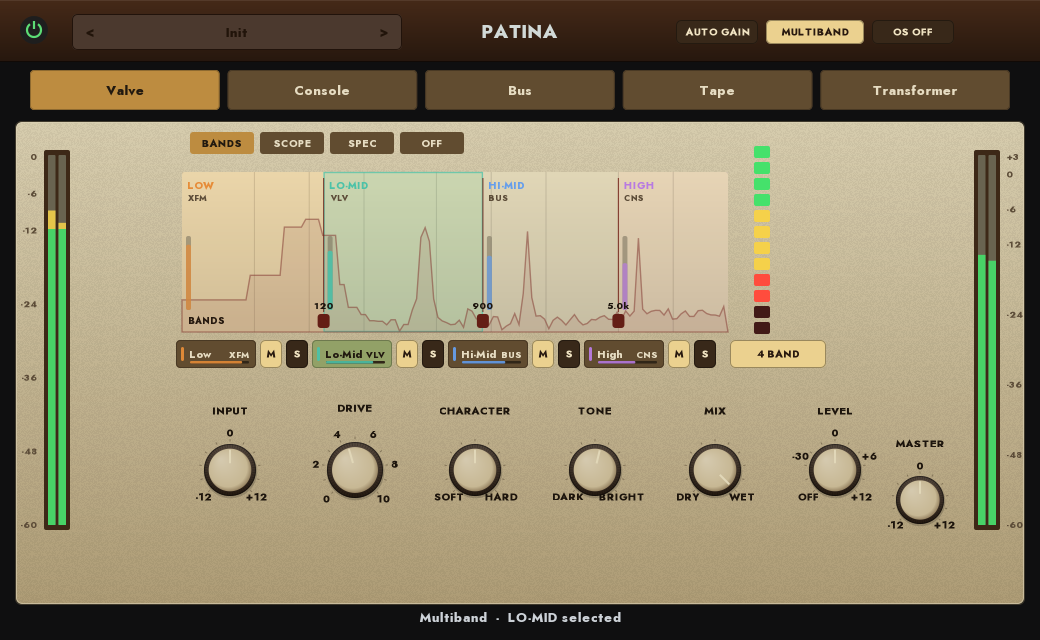 < Init >
PATINA
AUTO GAIN
MULTIBAND
OS OFF
Valve
Console
Bus
Tape
Transformer
BANDS
SCOPE
SPEC
OFF
0
-6
-12
-24
-36
-48
-60
LOW
XFM
LO-MID
VLV
HI-MID
BUS
HIGH
CNS
120
900
5.0k
BANDS
Low XFM
M
S
Lo-Mid VLV
M
S
Hi-Mid BUS
M
S
High CNS
M
S
4 BAND
INPUT
0
-12 +12
DRIVE
4 6
2 8
0 10
CHARACTER
SOFT HARD
TONE
DARK BRIGHT
MIX
DRY WET
LEVEL
0
-30 +6
OFF +12
MASTER
0
-12 +12
+3
0
-6
-12
-24
-36
-48
-60
Multiband - LO-MID selected